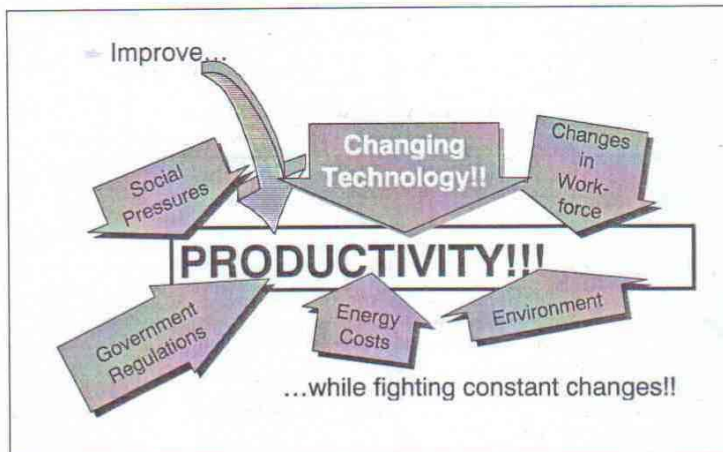 Improve...
Changing
Technology!!
Changes
in
Work-
force
Social
Pressures
PRODUCTIVITY!!!
Government
Regulations
Energy
Costs
Environment
...while fighting constant changes!!